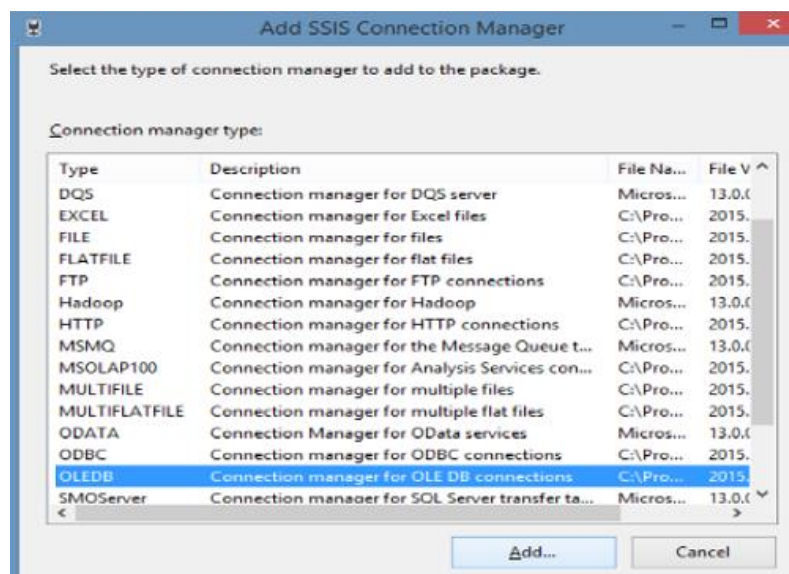 Add SSIS Connection Manager
Select the type of connection manager to add to the package.
Connection manager type:
Type Description File Na... File V
DQS Connection manager for DQS server Micros... 13.0.(
EXCEL Connection manager for Excel files C:\Pro... 2015.
FILE Connection manager for files C:\Pro... 2015.
FLATFILE Connection manager for flat files C:\Pro... 2015.
FTP Connection manager for FTP connections C:\Pro... 2015.
Hadoop Connection manager for Hadoop Micros... 13.0.(
HTTP Connection manager for HTTP connections C:\Pro... 2015.
MSMQ Connection manager for the Message Queue t... Micros... 13.0.(
MSOLAP100 Connection manager for Analysis Services con... C:\Pro... 2015.
MULTIFILE Connection manager for multiple files C:\Pro... 2015.
MULTIFLATFILE Connection manager for multiple flat files C:\Pro... 2015.
ODATA Connection Manager for OData services Micros... 13.0.(
ODBC Connection manager for ODBC connections C:\Pro... 2015.
OLEDB Connection manager for OLE DB connections C:\Pro... 2015.
SMOServer Connection manager for SQL Server transfer ta... Micros... 13.0.(
Add... Cancel